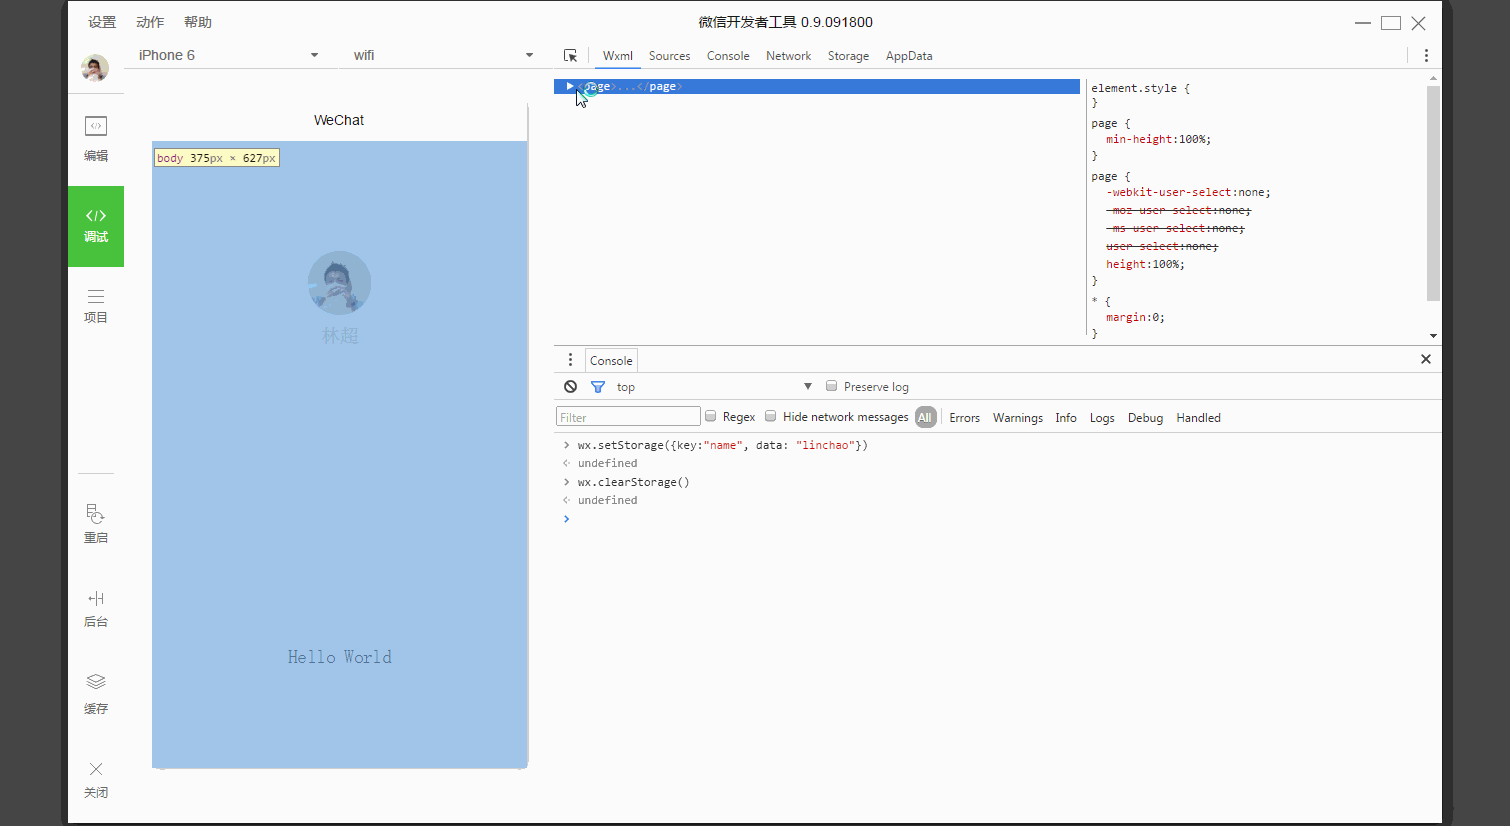 设置 动作 帮助 微信开发者工具 0.9.091800
iPhone 6 wifi Wxml Sources Console Network Storage AppData
<page>...</page>
element.style {
}
page {
min-height:100%;
}
page {
-webkit-user-select:none;
-moz-user-select:none;
-ms-user-select:none;
user-select:none;
height:100%;
}
* {
margin:0;
}
WeChat
body 375px × 627px
林超
Hello World
编辑
调试
项目
重启
后台
缓存
关闭
Console
top Preserve log
Filter Regex Hide network messages All Errors Warnings Info Logs Debug Handled
wx.setStorage({key:"name", data: "linchao"})
undefined
wx.clearStorage()
undefined